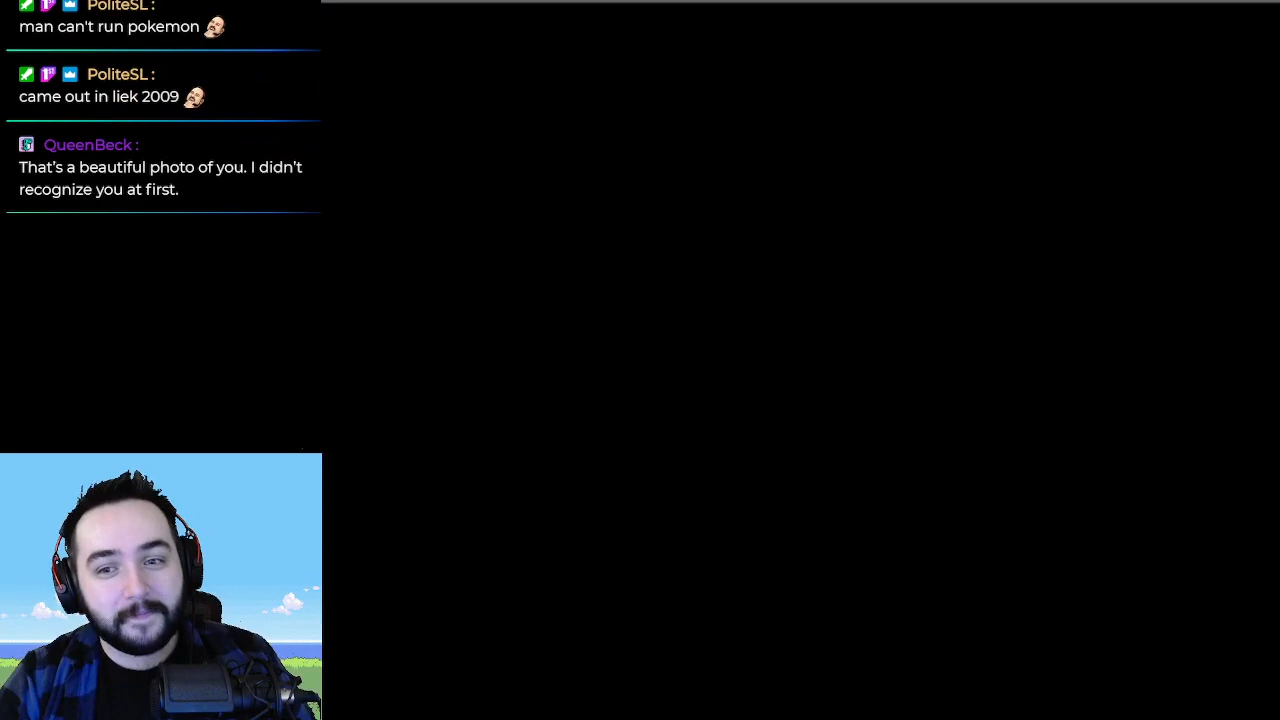 PoliteSL :
man can't run pokemon
PoliteSL :
came out in liek 2009
QueenBeck :
That's a beautiful photo of you. I didn't
recognize you at first.